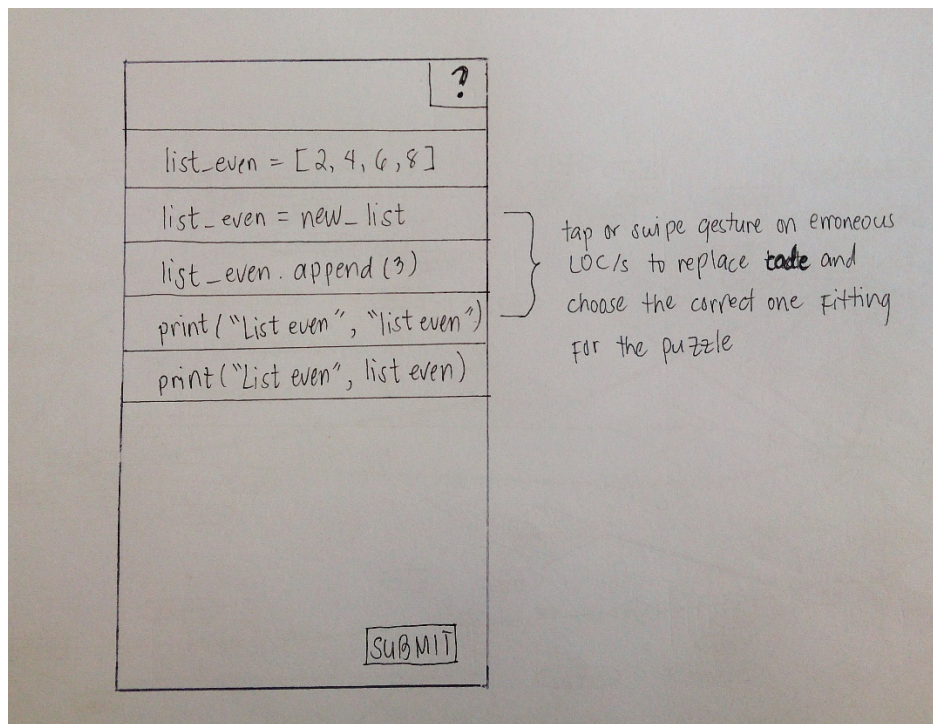 ?
list_even = [2, 4, 6, 8]
list_even = new_list
list_even.append(3)
print("List even", "list even")
print("List even", list even)
tap or swipe gesture on erroneous
LOC/s to replace and
choose the correct one fitting
for the puzzle
SUBMIT